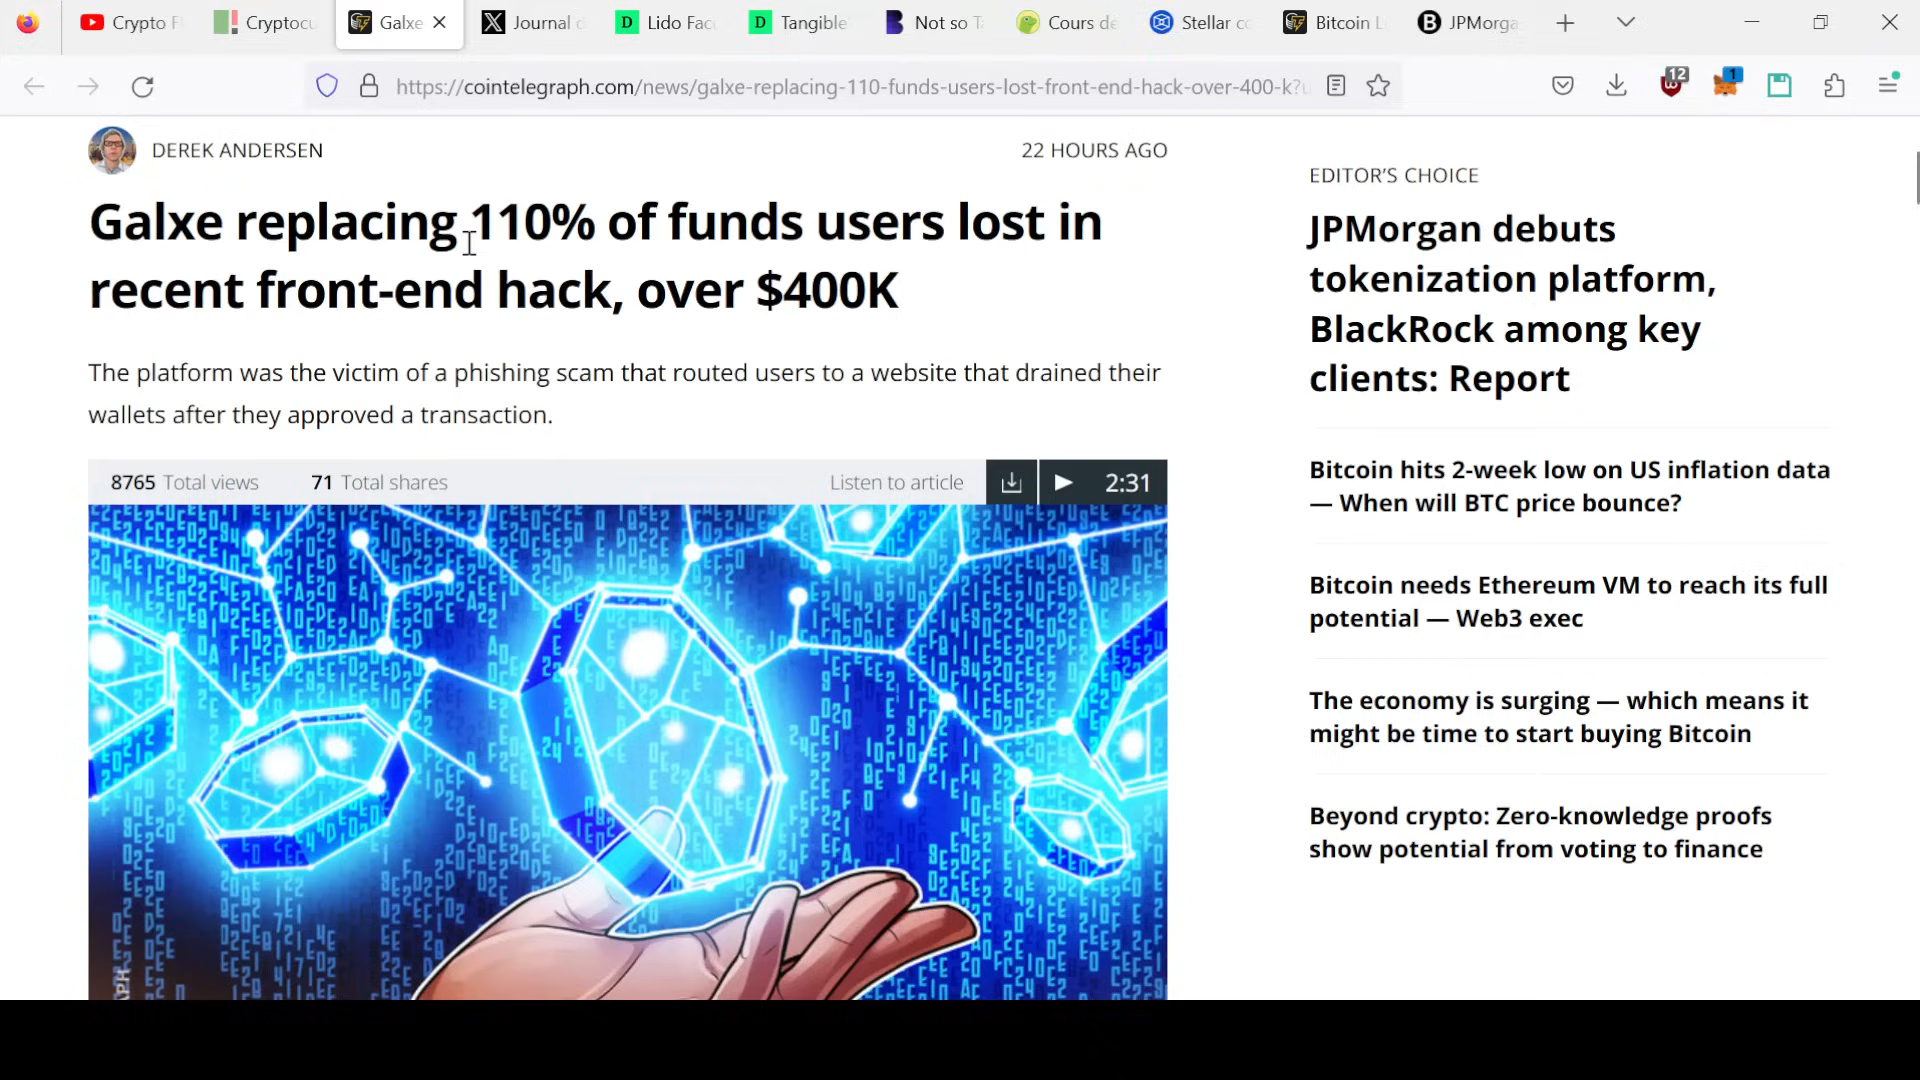 Crypto F
Cryptocu
Galxe
Journal d
Lido Fac
Tangible
Not so T
Cours de
Stellar co
Bitcoin L
JPMorga
https://cointelegraph.com/news/galxe-replacing-110-funds-users-lost-front-end-hack-over-400-k?u
12
1
DEREK ANDERSEN
22 HOURS AGO
Galxe replacing 110% of funds users lost in
recent front-end hack, over $400K
The platform was the victim of a phishing scam that routed users to a website that drained their
wallets after they approved a transaction.
8765 Total views
71 Total shares
Listen to article
2:31
EDITOR'S CHOICE
JPMorgan debuts
tokenization platform,
BlackRock among key
clients: Report
Bitcoin hits 2-week low on US inflation data
— When will BTC price bounce?
Bitcoin needs Ethereum VM to reach its full
potential — Web3 exec
The economy is surging — which means it
might be time to start buying Bitcoin
Beyond crypto: Zero-knowledge proofs
show potential from voting to finance